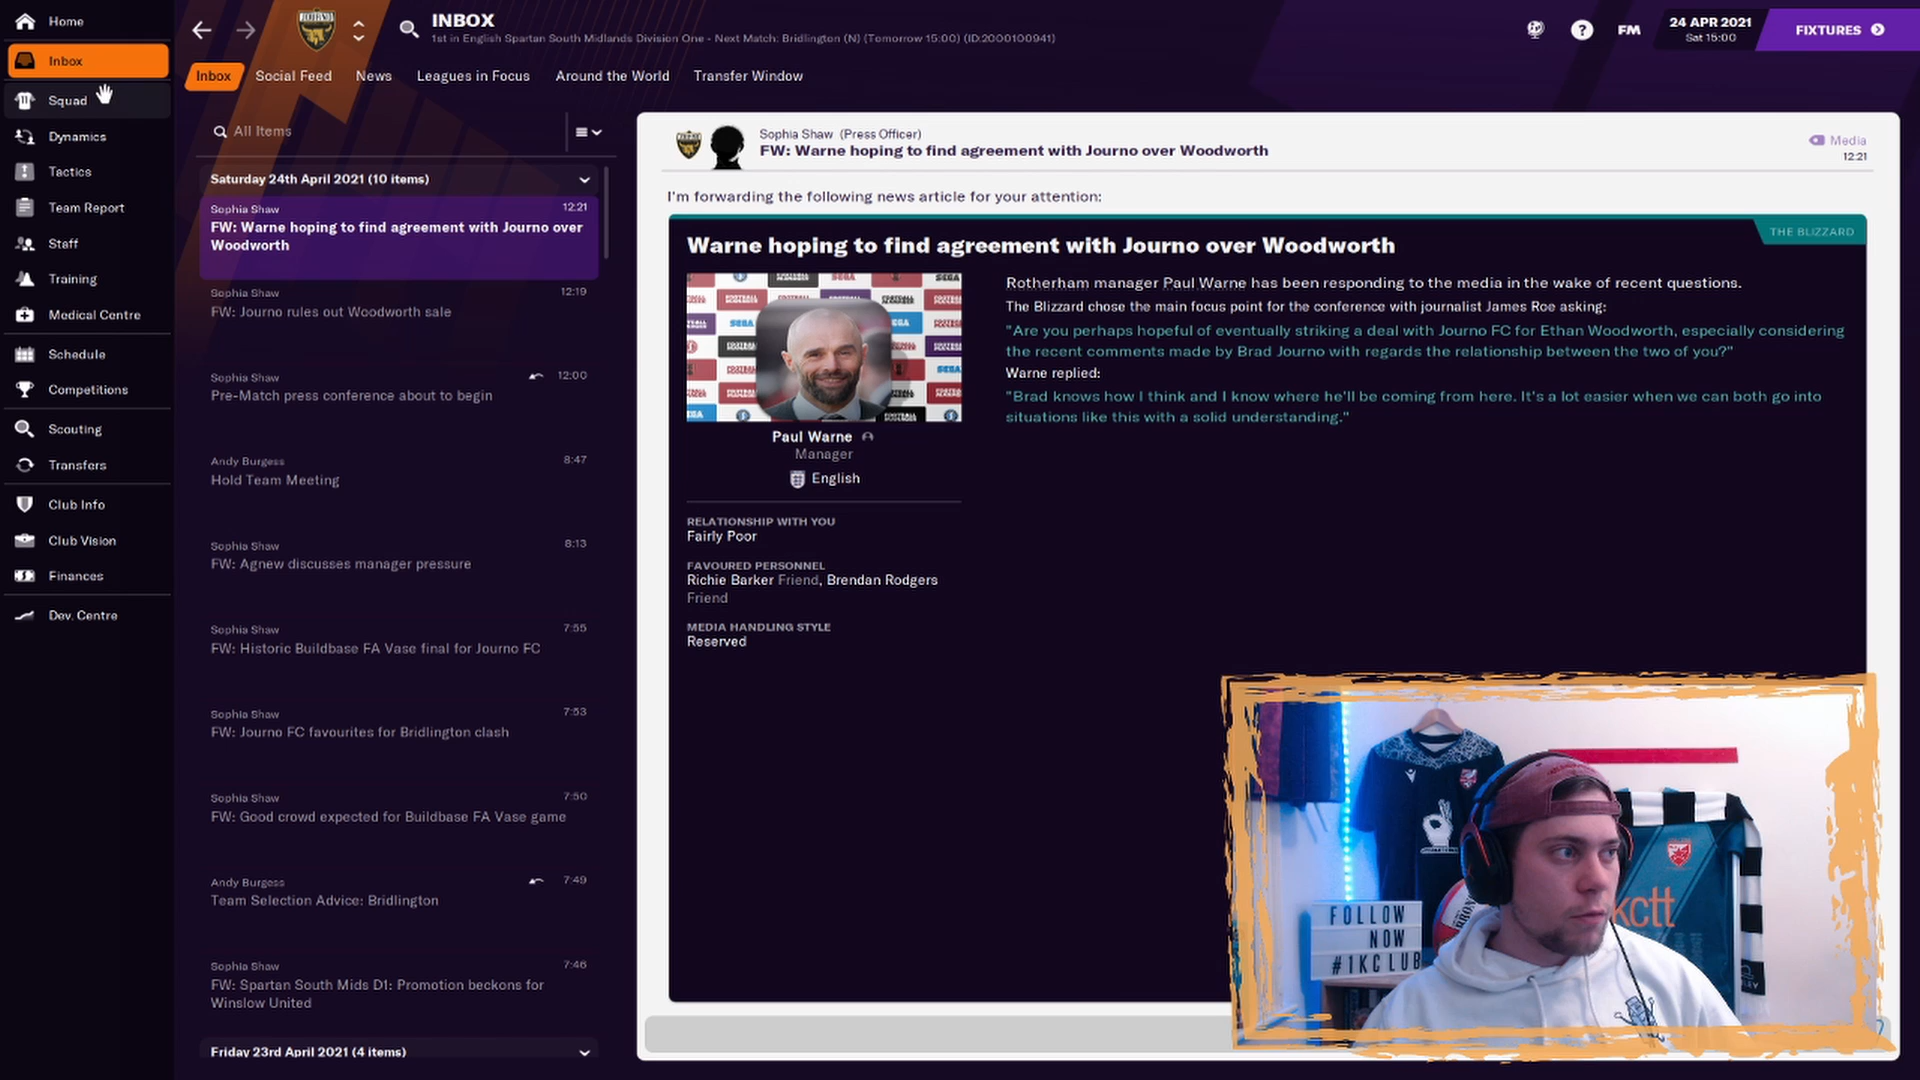 Home
Inbox
Squad
Dynamics
Tactics
Team Report
Staff
Training
Medical Centre
Schedule
Competitions
Scouting
Transfers
Club Info
Club Vision
Finances
Dev. Centre
INBOX
1st in English Spartan South Midlands Division One - Next Match: Bridlington (N) (Tomorrow 15:00) (ID:2000100941)
FM
24 APR 2021
Sat 15:00
FIXTURES
Inbox Social Feed News Leagues in Focus Around the World Transfer Window
All Items
Saturday 24th April 2021 (10 items)
Sophia Shaw 12:21
FW: Warne hoping to find agreement with Journo over
Woodworth
Sophia Shaw 12:19
FW: Journo rules out Woodworth sale
Sophia Shaw 12:00
Pre-Match press conference about to begin
Andy Burgess 8:47
Hold Team Meeting
Sophia Shaw 8:13
FW: Agnew discusses manager pressure
Sophia Shaw 7:55
FW: Historic Buildbase FA Vase final for Journo FC
Sophia Shaw 7:53
FW: Journo FC favourites for Bridlington clash
Sophia Shaw 7:50
FW: Good crowd expected for Buildbase FA Vase game
Andy Burgess 7:49
Team Selection Advice: Bridlington
Sophia Shaw 7:46
FW: Spartan South Mids D1: Promotion beckons for
Winslow United
Friday 23rd April 2021 (4 items)
Sophia Shaw (Press Officer)
FW: Warne hoping to find agreement with Journo over Woodworth
Media
12:21
I'm forwarding the following news article for your attention:
THE BLIZZARD
Warne hoping to find agreement with Journo over Woodworth
Paul Warne
Manager
English
RELATIONSHIP WITH YOU
Fairly Poor
FAVOURED PERSONNEL
Richie Barker Friend, Brendan Rodgers
Friend
MEDIA HANDLING STYLE
Reserved
Rotherham manager Paul Warne has been responding to the media in the wake of recent questions.
The Blizzard chose the main focus point for the conference with journalist James Roe asking:
"Are you perhaps hopeful of eventually striking a deal with Journo FC for Ethan Woodworth, especially considering
the recent comments made by Brad Journo with regards the relationship between the two of you?"
Warne replied:
"Brad knows how I think and I know where he'll be coming from here. It's a lot easier when we can both go into
situations like this with a solid understanding."
FOLLOW
NOW
#1KCLUB
kctt